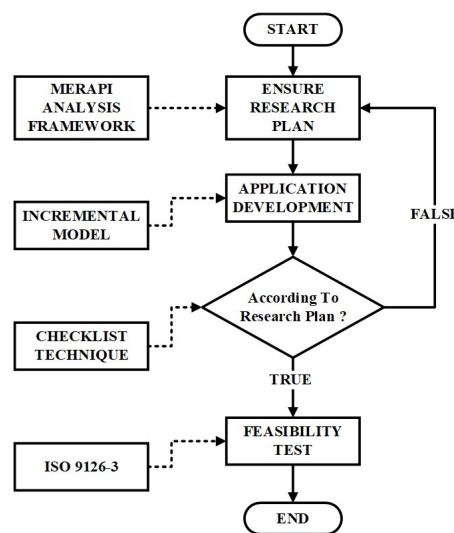 START
MERAPI
ANALYSIS
FRAMEWORK
ENSURE
RESEARCH
PLAN
INCREMENTAL
MODEL
APPLICATION
DEVELOPMENT
FALSE
CHECKLIST
TECHNIQUE
According To
Research Plan ?
TRUE
ISO 9126-3
FEASIBILITY
TEST
END